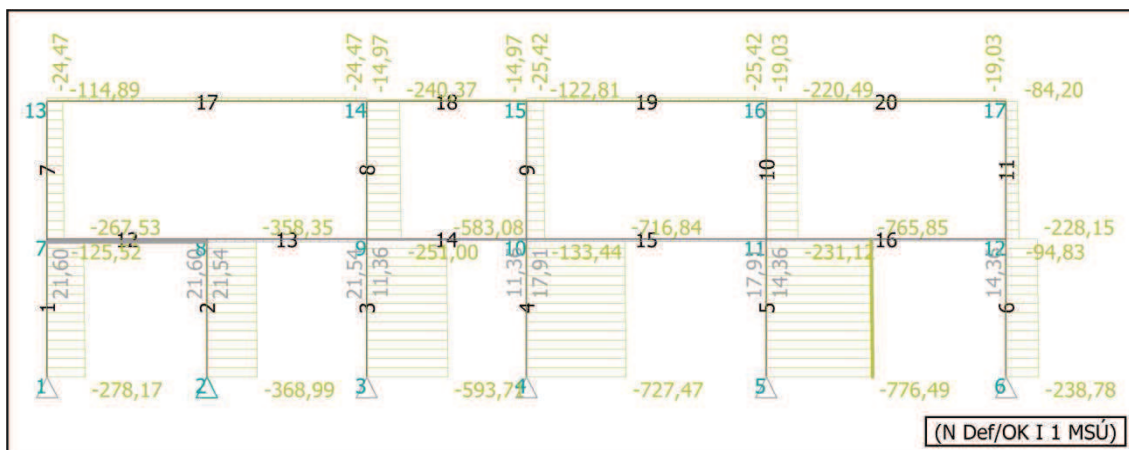 -24,47 -24,47 -14,97 -14,97 -25,42 -25,42 -19,03 -19,03
-114,89 -240,37 -122,81 -220,49 -84,20
17 18 19 20
13 14 15 16 17
7 8 9 10 11
-267,53 -358,35 -583,08 -716,84 -765,85 -228,15
12 13 14 15 16
7 8 9 10 11 12
-125,52 -251,00 -133,44 -231,12 -94,83
21,60 21,60 21,54 21,54 11,36 11,36 17,91 17,91 14,36 14,36
1 2 3 4 5 6
1 2 3 4 5 6
-278,17 -368,99 -593,71 -727,47 -776,49 -238,78
(N Def/OK I 1 MSÚ)